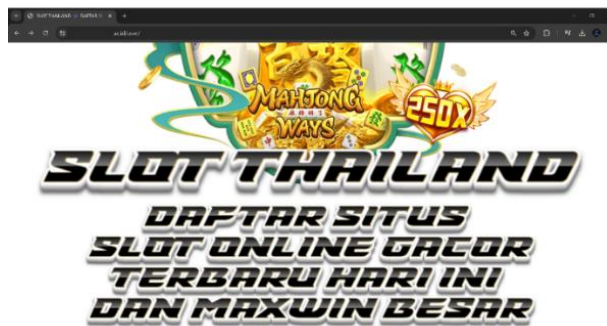 MAHJONG
WAYS
250X
SLOT THAILAND
DAFTAR SITUS
SLOT ONLINE GACOR
TERBARU HARI INI
DAN MAXWIN BESAR